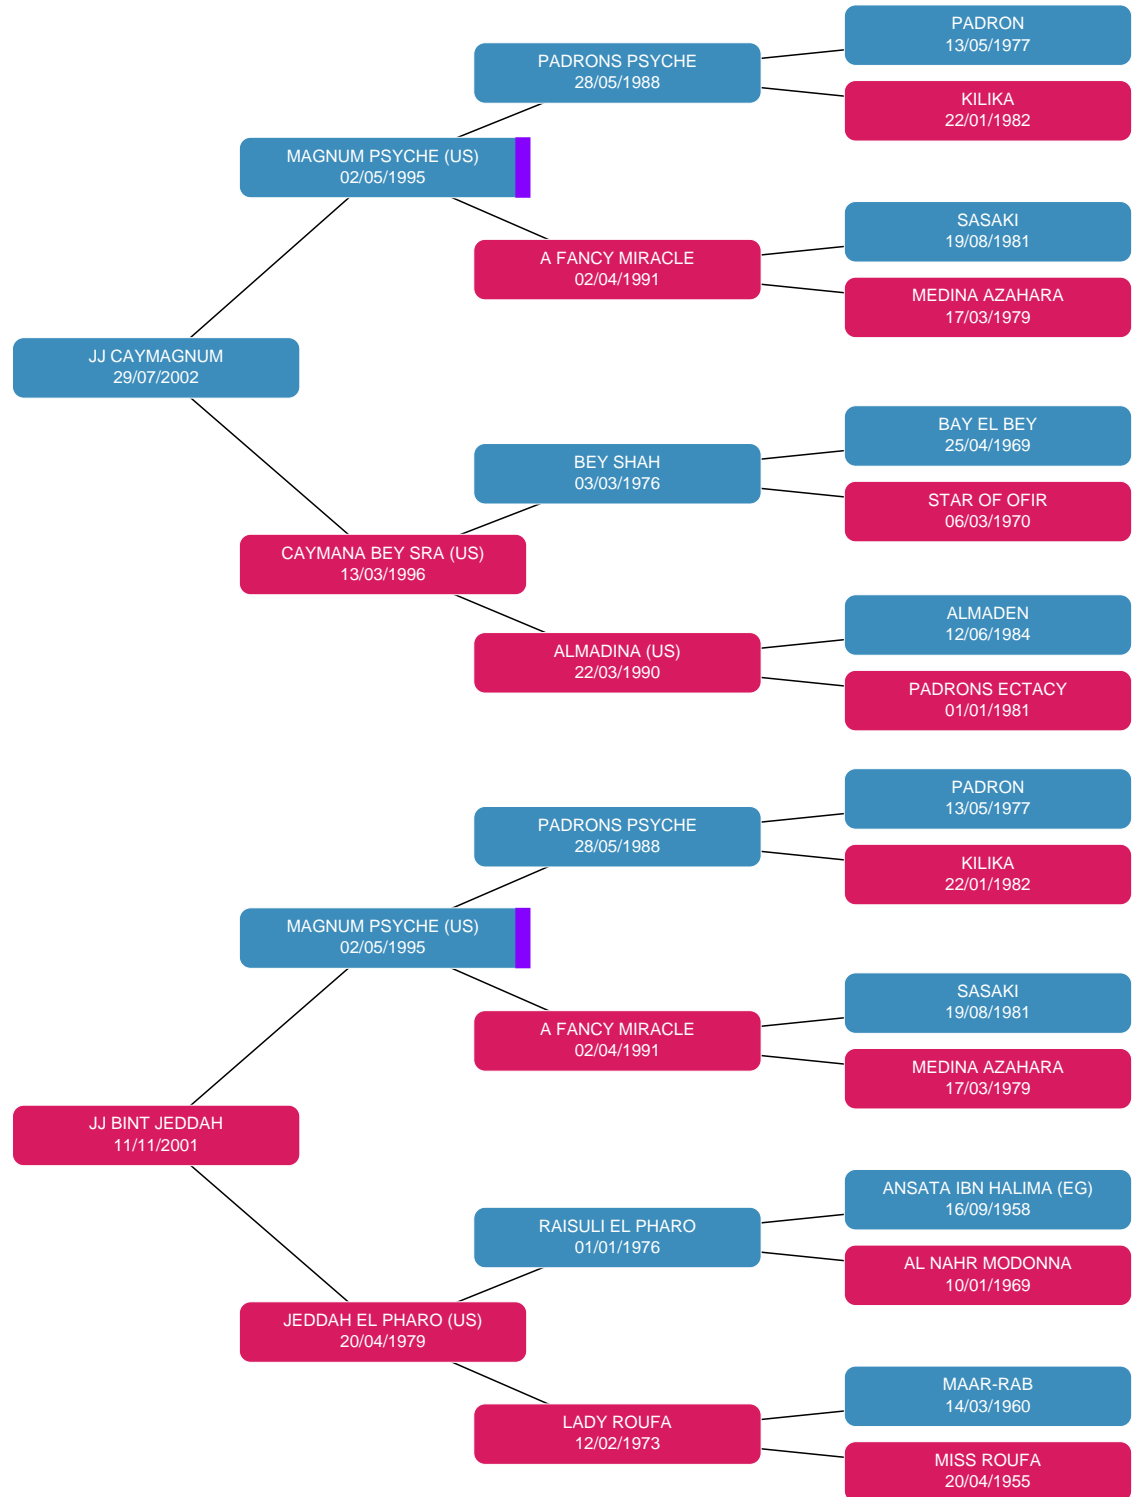 PADRON
13/05/1977
PADRONS PSYCHE
28/05/1988
KILIKA
22/01/1982
MAGNUM PSYCHE (US)
02/05/1995
SASAKI
19/08/1981
A FANCY MIRACLE
02/04/1991
MEDINA AZAHARA
17/03/1979
JJ CAYMAGNUM
29/07/2002
BAY EL BEY
25/04/1969
BEY SHAH
03/03/1976
STAR OF OFIR
06/03/1970
CAYMANA BEY SRA (US)
13/03/1996
ALMADEN
12/06/1984
ALMADINA (US)
22/03/1990
PADRONS ECTACY
01/01/1981
PADRON
13/05/1977
PADRONS PSYCHE
28/05/1988
KILIKA
22/01/1982
MAGNUM PSYCHE (US)
02/05/1995
SASAKI
19/08/1981
A FANCY MIRACLE
02/04/1991
MEDINA AZAHARA
17/03/1979
JJ BINT JEDDAH
11/11/2001
ANSATA IBN HALIMA (EG)
16/09/1958
RAISULI EL PHARO
01/01/1976
AL NAHR MODONNA
10/01/1969
JEDDAH EL PHARO (US)
20/04/1979
MAAR-RAB
14/03/1960
LADY ROUFA
12/02/1973
MISS ROUFA
20/04/1955